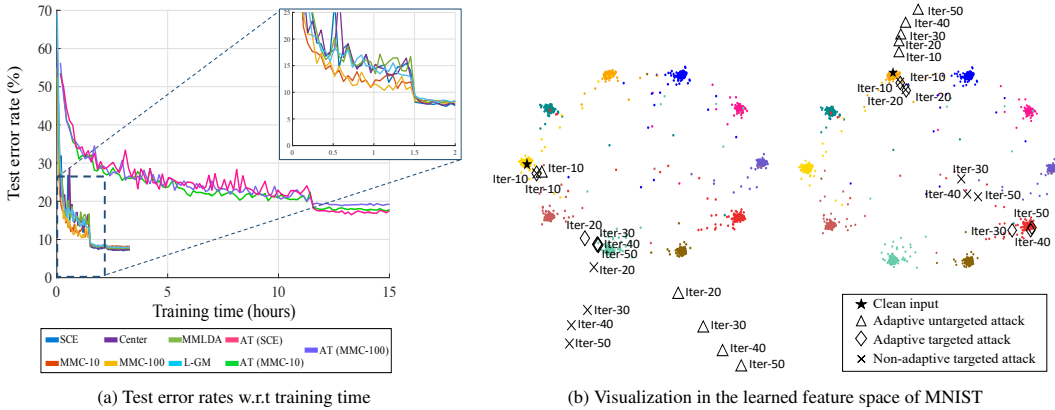 70
60
50
40
30
20
10
0
Test error rate (%)
0
5
10
15
Training time (hours)
25
20
15
10
5
0
0
0.5
1
1.5
2
SCE
Center
MMLDA
AT (SCE)
AT (MMC-100)
MMC-10
MMC-100
L-GM
AT (MMC-10)
(a) Test error rates w.r.t training time
Iter-10
Iter-10
Iter-10
Iter-20
Iter-30
Iter-40
Iter-50
Iter-20
Iter-30
Iter-40
Iter-50
Iter-20
Iter-30
Iter-40
Iter-50
Iter-50
Iter-40
Iter-30
Iter-20
Iter-10
Iter-10
Iter-10
Iter-20
Iter-20
Iter-30
Iter-40
Iter-50
Iter-50
Iter-30
Iter-40
Clean input
Adaptive untargeted attack
Adaptive targeted attack
Non-adaptive targeted attack
(b) Visualization in the learned feature space of MNIST